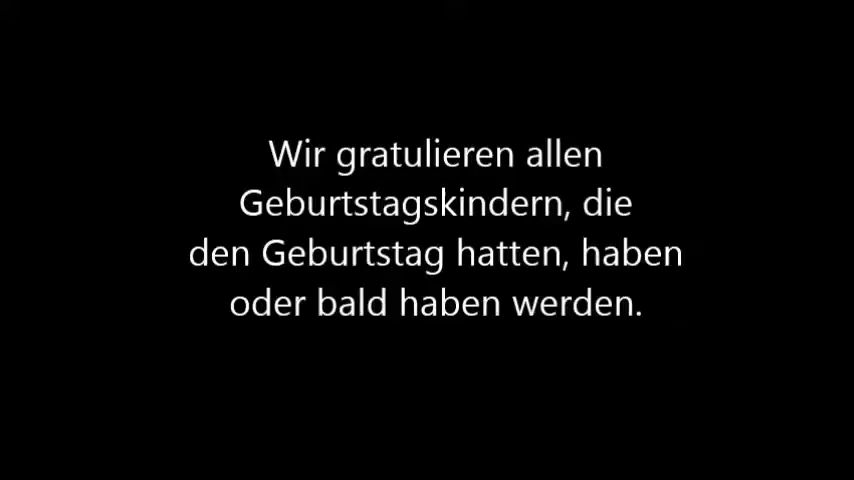 Wir gratulieren allen
Geburtstagskindern, die
den Geburtstag hatten, haben
oder bald haben werden.